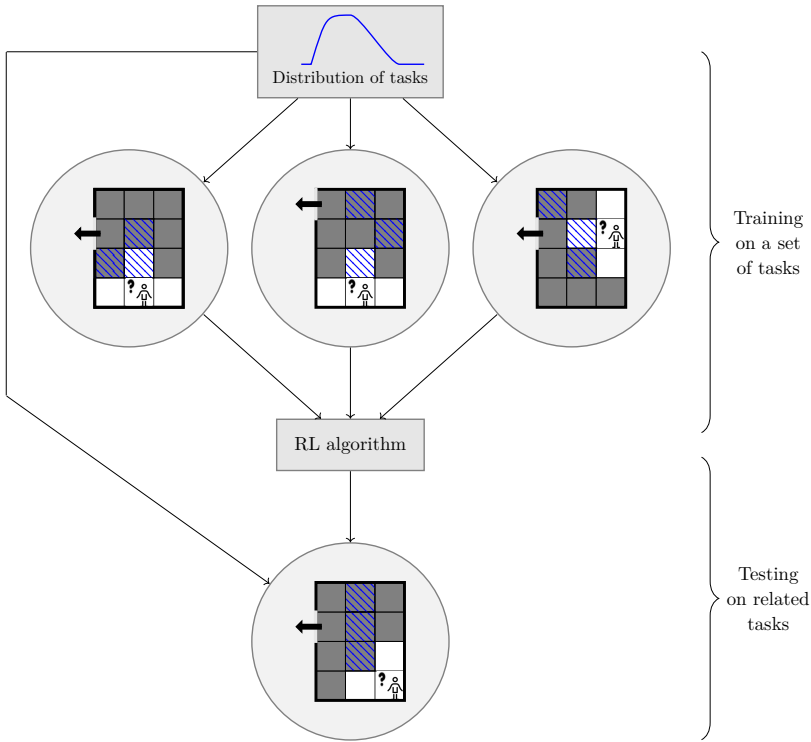 Distribution of tasks
?
?
?
Training
on a set
of tasks
RL algorithm
?
Testing
on related
tasks